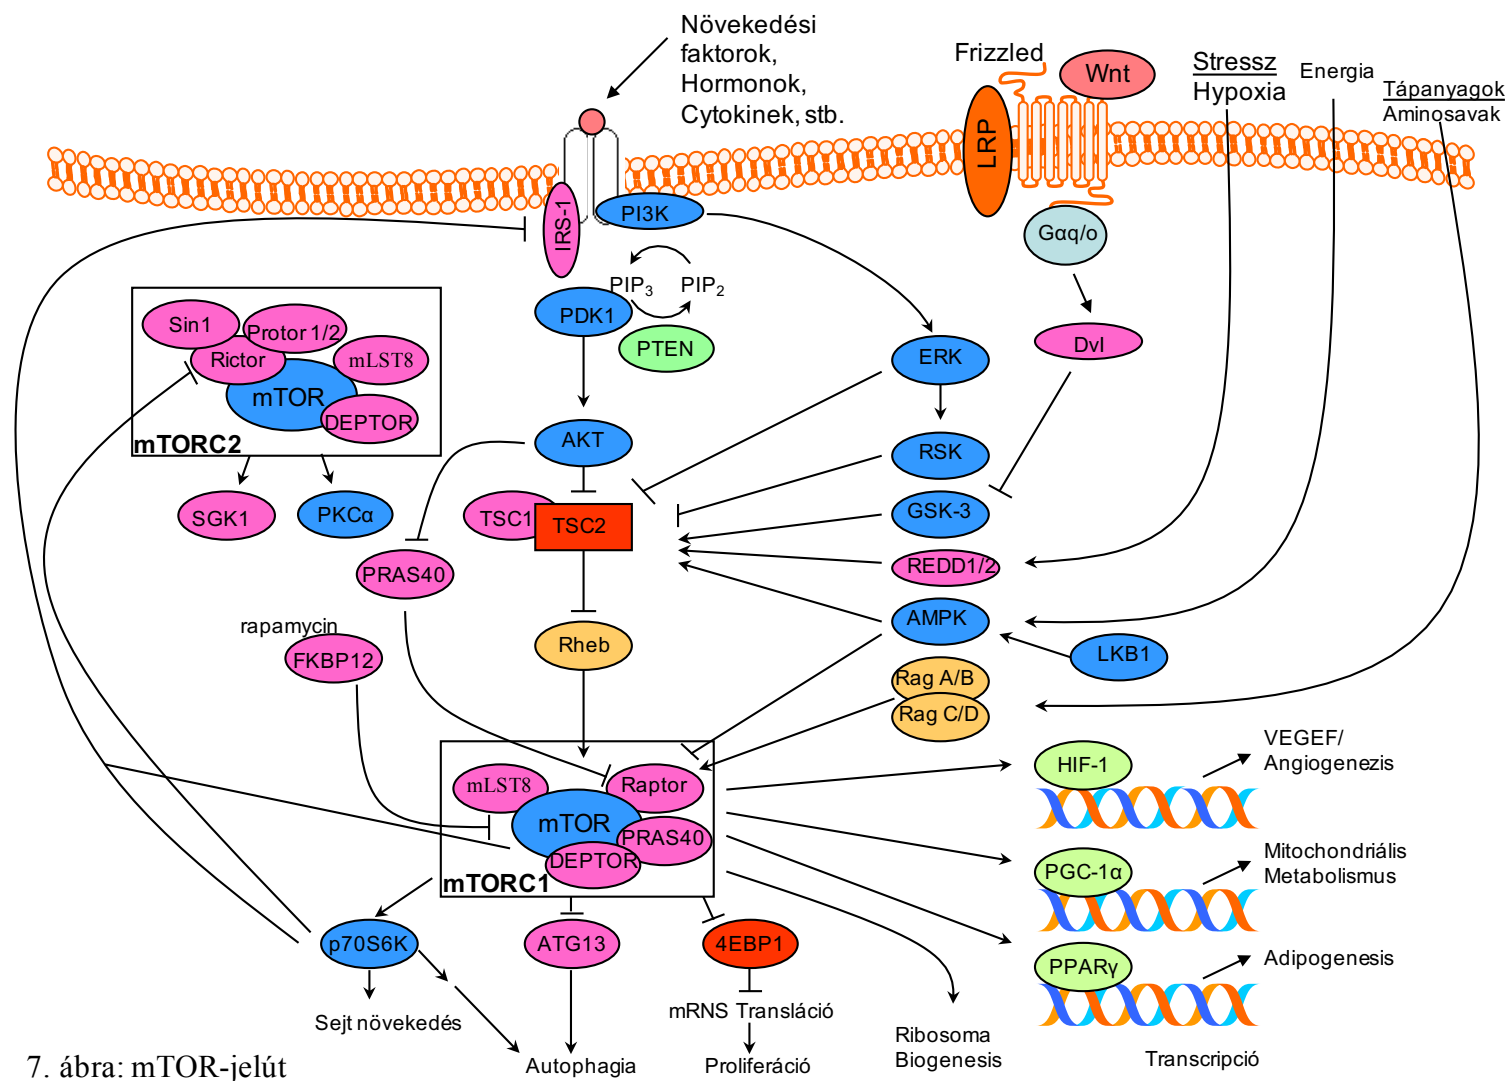 Növekedési
faktorok,
Hormonok,
Cytokinek, stb.
Frizzled
Wnt
Stressz
Hypoxia
Energia
Tápanyagok
Aminosavak
LRP
IRS-1
PI3K
Gαq/o
PIP3
PIP2
PDK1
PTEN
ERK
Dvl
Sin1
Protor 1/2
Rictor
mLST8
mTOR
DEPTOR
mTORC2
AKT
RSK
SGK1
PKCα
TSC1
TSC2
GSK-3
PRAS40
REDD1/2
rapamycin
FKBP12
Rheb
AMPK
LKB1
Rag A/B
Rag C/D
mLST8
Raptor
mTOR
PRAS40
DEPTOR
mTORC1
HIF-1
VEGEF/
Angiogenezis
PGC-1α
Mitochondriális
Metabolismus
p70S6K
ATG13
4EBP1
PPARγ
Adipogenesis
Sejt növekedés
mRNS Transláció
Ribosoma
Biogenesis
Autophagia
Proliferáció
Transcripció
7. ábra: mTOR-jelút